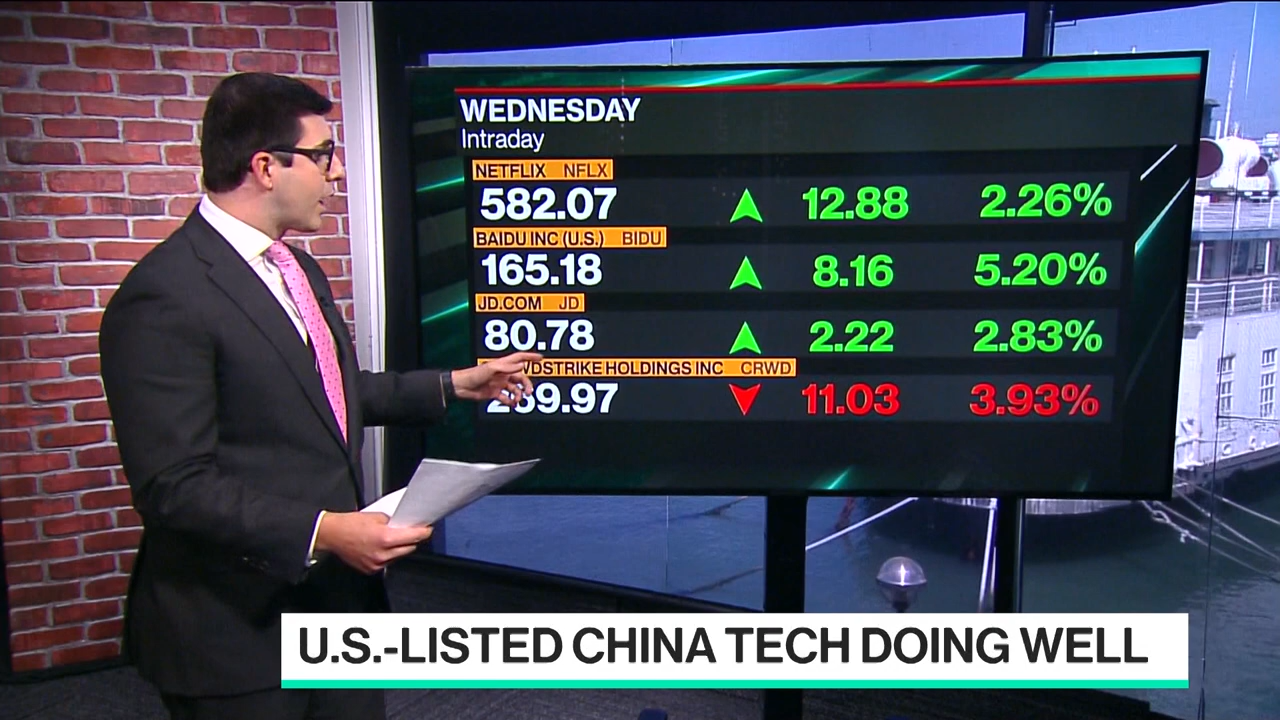 WEDNESDAY
Intraday
NETFLIX NFLX
582.07 12.88 2.26%
BAIDU INC (U.S.) BIDU
165.18 8.16 5.20%
JD.COM JD
80.78 2.22 2.83%
HOLDINGS INC CRWD
11.03 3.93%
U.S.-LISTED CHINA TECH DOING WELL